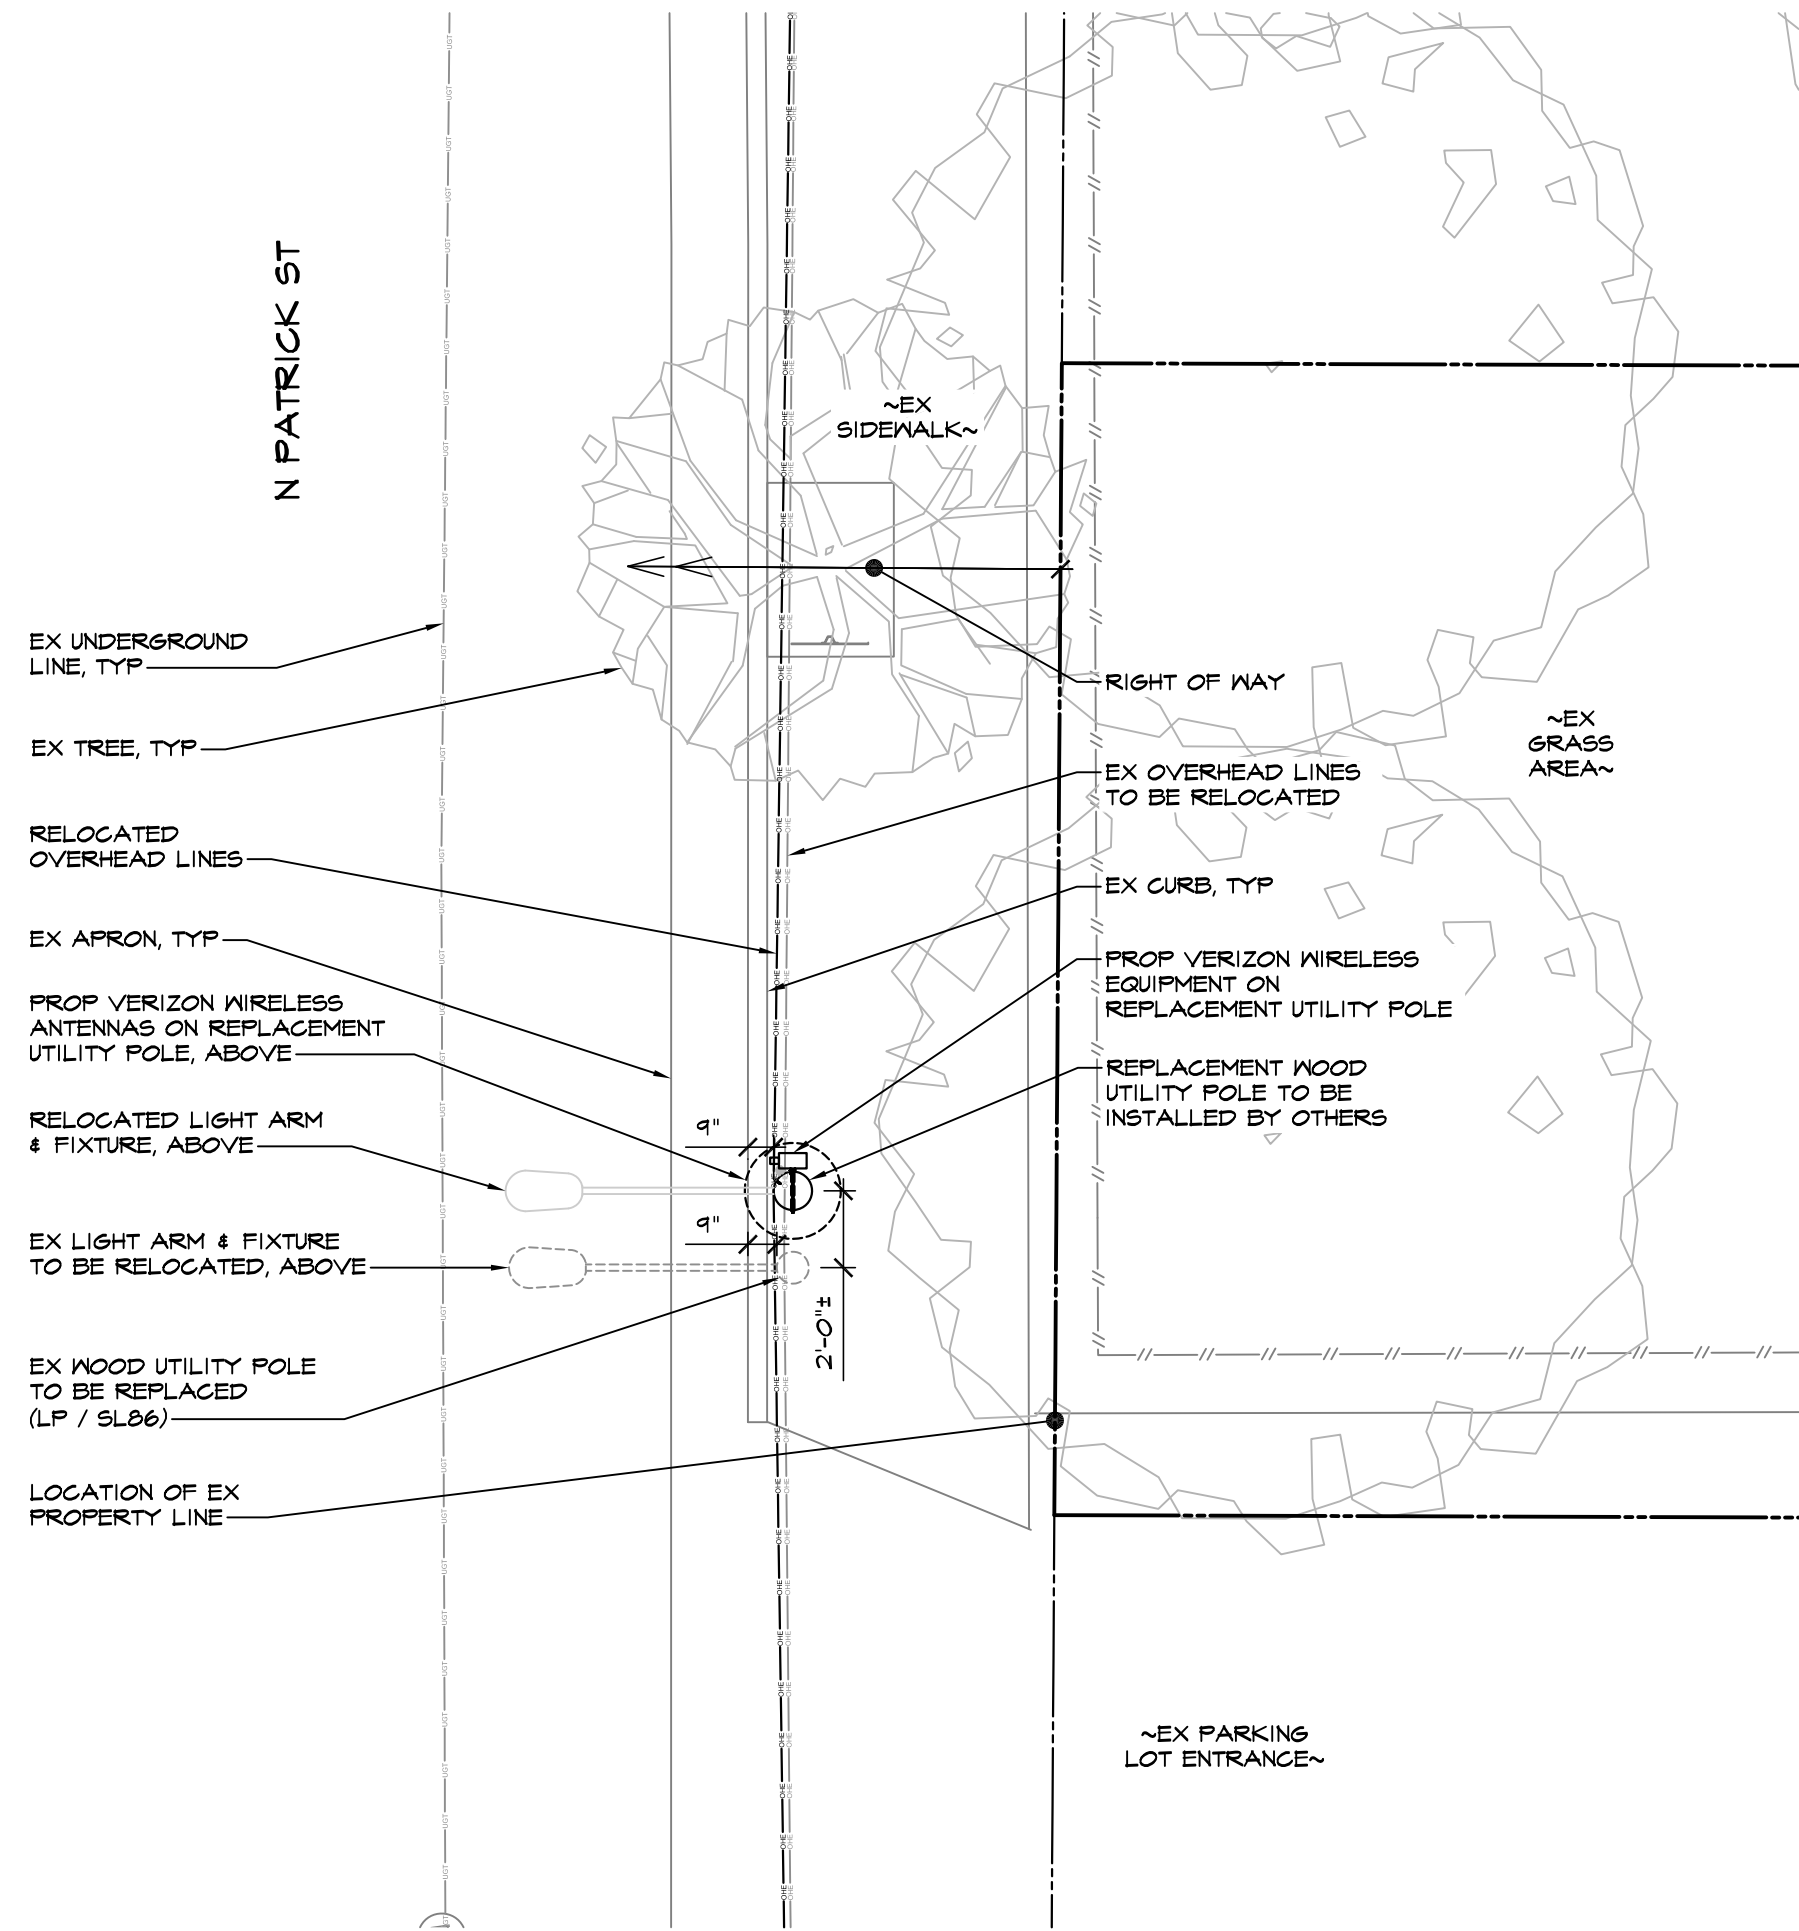 N PATRICK ST
~EX
SIDEWALK~
EX UNDERGROUND
LINE, TYP
EX TREE, TYP
RELOCATED
OVERHEAD LINES
EX APRON, TYP
PROP VERIZON WIRELESS
ANTENNAS ON REPLACEMENT
UTILITY POLE, ABOVE
RELOCATED LIGHT ARM
& FIXTURE, ABOVE
EX LIGHT ARM & FIXTURE
TO BE RELOCATED, ABOVE
EX WOOD UTILITY POLE
TO BE REPLACED
(LP / SL86)
LOCATION OF EX
PROPERTY LINE
9"
9"
2'-0"±
RIGHT OF WAY
~EX
GRASS
AREA~
EX OVERHEAD LINES
TO BE RELOCATED
EX CURB, TYP
PROP VERIZON WIRELESS
EQUIPMENT ON
REPLACEMENT UTILITY POLE
REPLACEMENT WOOD
UTILITY POLE TO BE
INSTALLED BY OTHERS
~EX PARKING
LOT ENTRANCE~
UGT
OHE